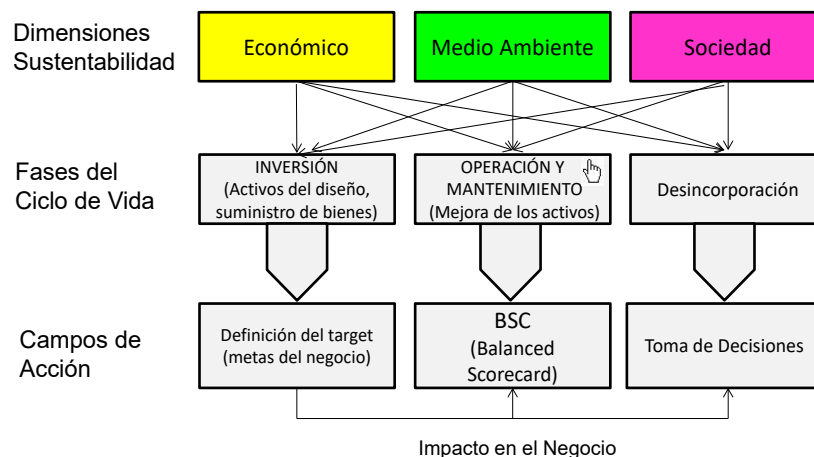 Dimensiones
Sustentabilidad
Económico
Medio Ambiente
Sociedad
Fases del
Ciclo de Vida
INVERSIÓN
(Activos del diseño,
suministro de bienes)
OPERACIÓN Y
MANTENIMIENTO
(Mejora de los activos)
Desincorporación
Campos de
Acción
Definición del target
(metas del negocio)
BSC
(Balanced
Scorecard)
Toma de Decisiones
Impacto en el Negocio